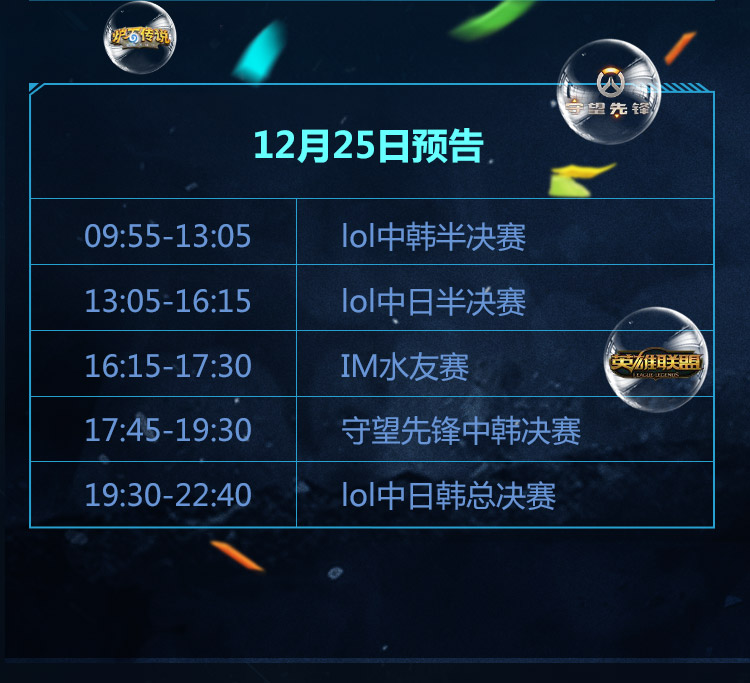 炉石传说
守望先锋
12月25日预告
09:55-13:05 lol中韩半决赛
13:05-16:15 lol中日半决赛
16:15-17:30 IM水友赛
英雄联盟
LEAGUE LEGENDS
17:45-19:30 守望先锋中韩决赛
19:30-22:40 lol中日韩总决赛